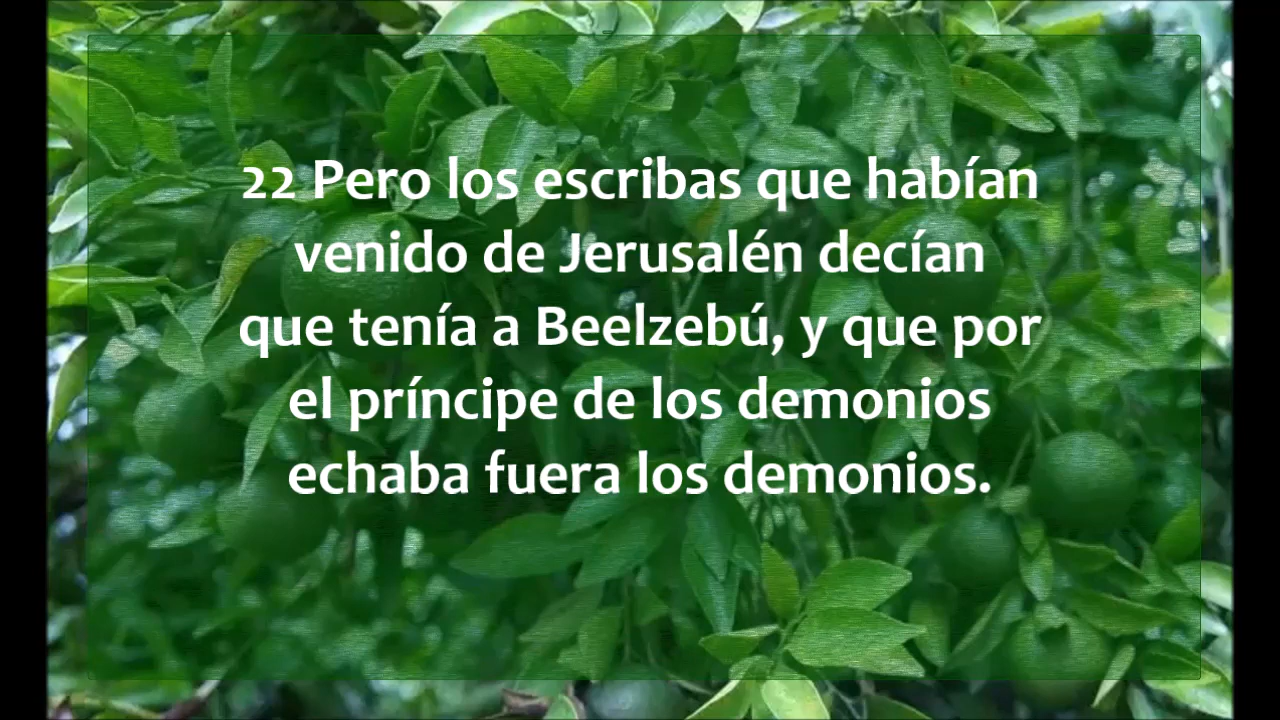 22 Pero los escribas que habían
venido de Jerusalén decían
que tenía a Beelzebú, y que por
el príncipe de los demonios
echaba fuera los demonios.